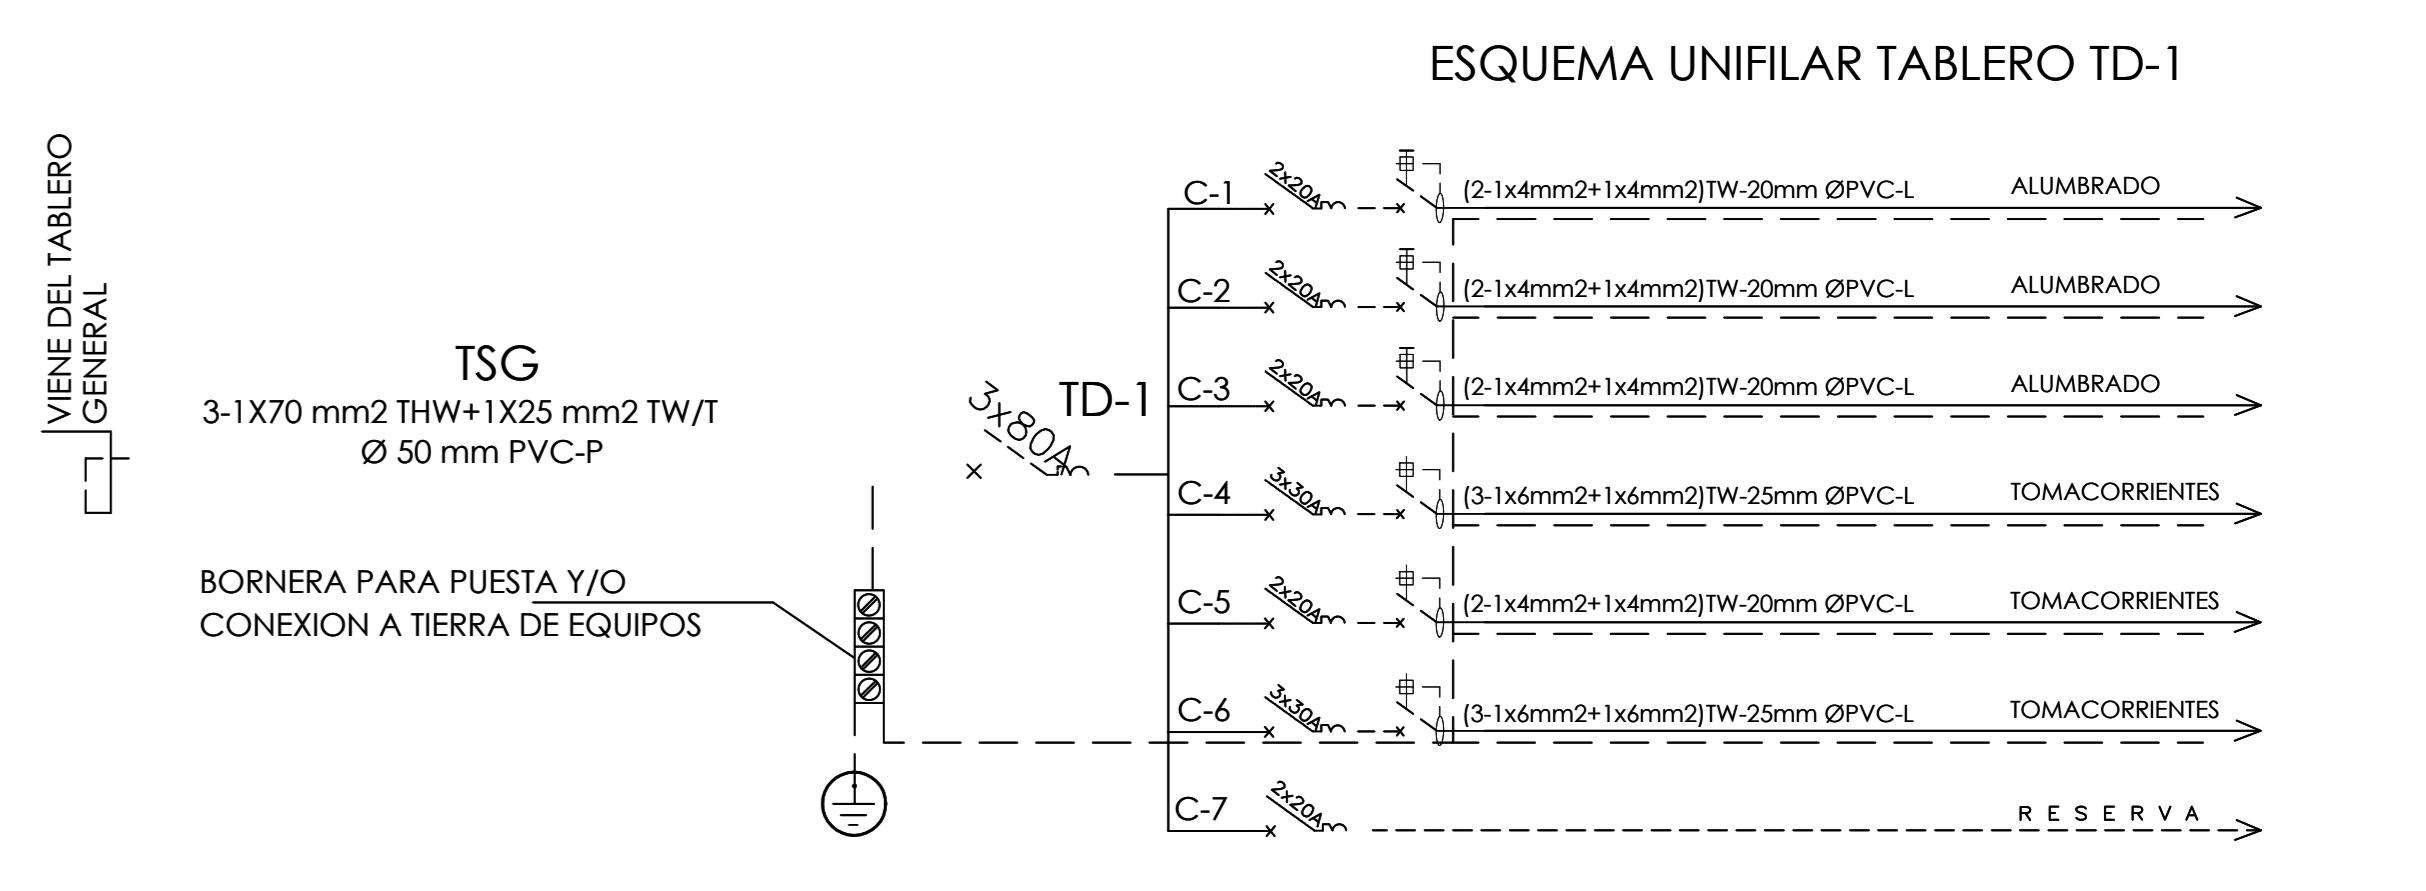 ESQUEMA UNIFILAR TABLERO TD-1
VIENE DEL TABLERO
GENERAL
TSG
3-1X70 mm2 THW+1X25 mm2 TW/T
Ø 50 mm PVC-P
BORNERA PARA PUESTA Y/O
CONEXION A TIERRA DE EQUIPOS
3x80A
TD-1
C-1 2x20A (2-1x4mm2+1x4mm2)TW-20mm ØPVC-L ALUMBRADO
C-2 2x20A (2-1x4mm2+1x4mm2)TW-20mm ØPVC-L ALUMBRADO
C-3 2x20A (2-1x4mm2+1x4mm2)TW-20mm ØPVC-L ALUMBRADO
C-4 3x30A (3-1x6mm2+1x6mm2)TW-25mm ØPVC-L TOMACORRIENTES
C-5 2x20A (2-1x4mm2+1x4mm2)TW-20mm ØPVC-L TOMACORRIENTES
C-6 3x30A (3-1x6mm2+1x6mm2)TW-25mm ØPVC-L TOMACORRIENTES
C-7 2x20A RESERVA